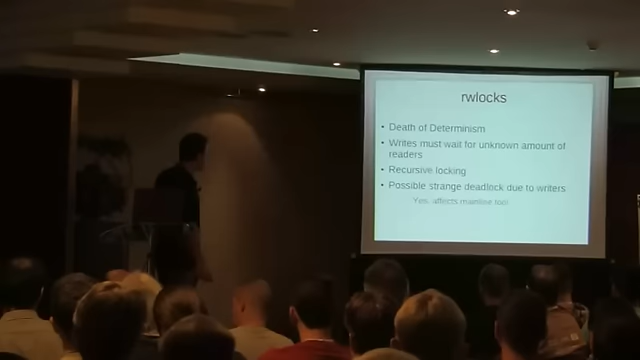 rwlocks
• Death of Determinism
• Writes must wait for unknown amount of
readers
• Recursive locking
• Possible strange deadlock due to writers
Yes, affects mainline too!